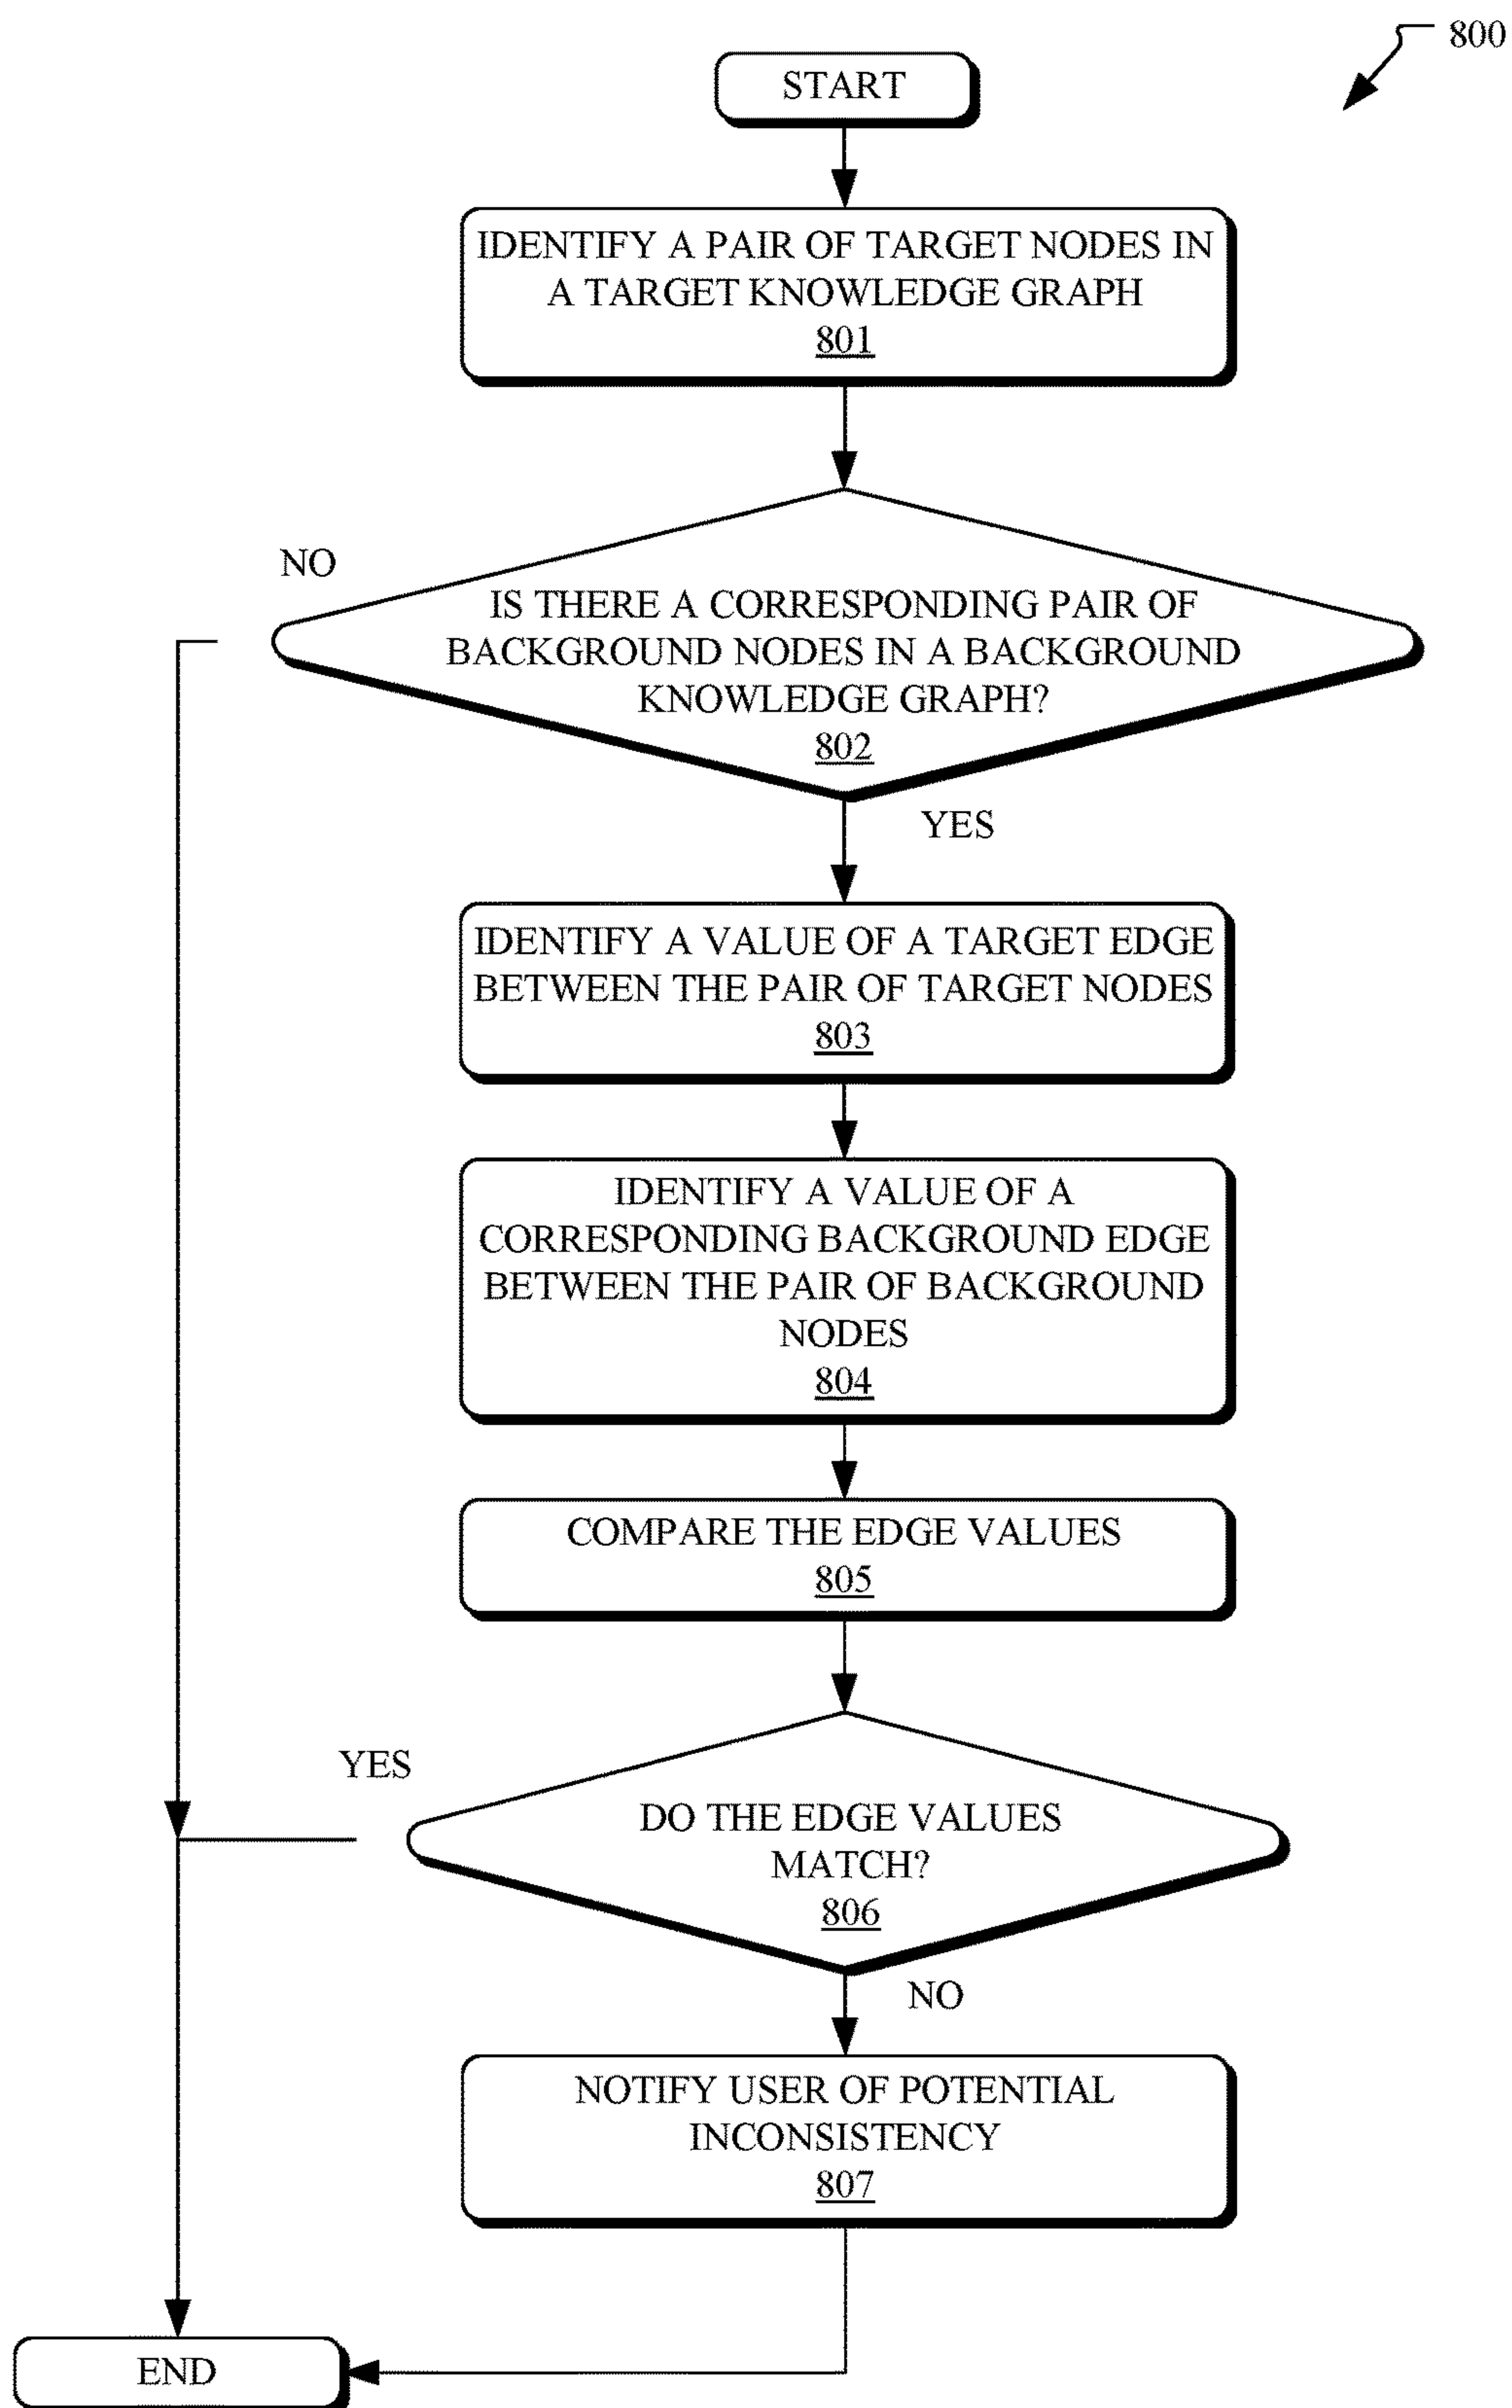 800
START
IDENTIFY A PAIR OF TARGET NODES IN
A TARGET KNOWLEDGE GRAPH
801
NO
IS THERE A CORRESPONDING PAIR OF
BACKGROUND NODES IN A BACKGROUND
KNOWLEDGE GRAPH?
802
YES
IDENTIFY A VALUE OF A TARGET EDGE
BETWEEN THE PAIR OF TARGET NODES
803
IDENTIFY A VALUE OF A
CORRESPONDING BACKGROUND EDGE
BETWEEN THE PAIR OF BACKGROUND
NODES
804
COMPARE THE EDGE VALUES
805
YES
DO THE EDGE VALUES
MATCH?
806
NO
NOTIFY USER OF POTENTIAL
INCONSISTENCY
807
END